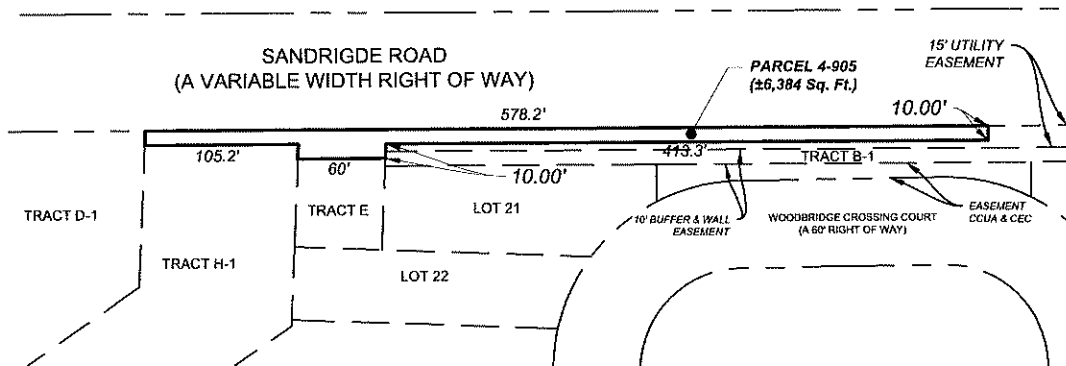 SANDRIGDE ROAD
(A VARIABLE WIDTH RIGHT OF WAY)
PARCEL 4-905
(±6,384 Sq. Ft.)
15' UTILITY
EASEMENT
578.2'
10.00'
105.2'
60'
10.00'
413.3'
TRACT B-1
TRACT D-1
TRACT E
LOT 21
10' BUFFER & WALL
EASEMENT
WOODBRIDGE CROSSING COURT
(A 60' RIGHT OF WAY)
EASEMENT
CCUA & CEC
TRACT H-1
LOT 22